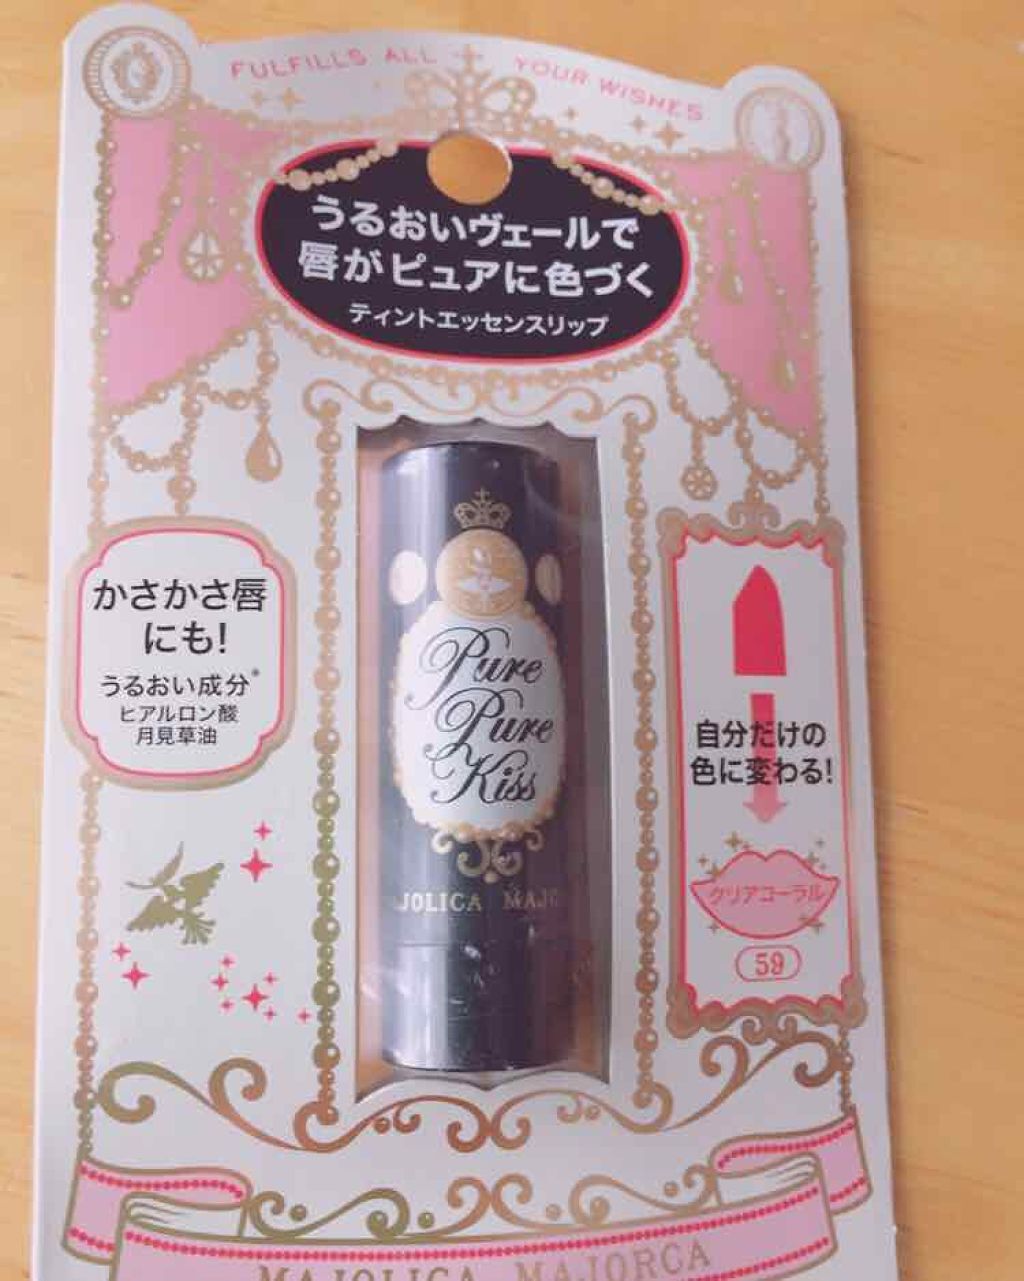 FULFILLS ALL YOUR WISHES
うるおいヴェールで
唇がピュアに色づく
ティントエッセンスリップ
かさかさ唇
にも!
うるおい成分*
ヒアルロン酸
月見草油
Pure
Pure
Kiss
JOLICA MAJO
自分だけの
色に変わる!
クリアコーラル
59
MAJOLICA MAJORCA